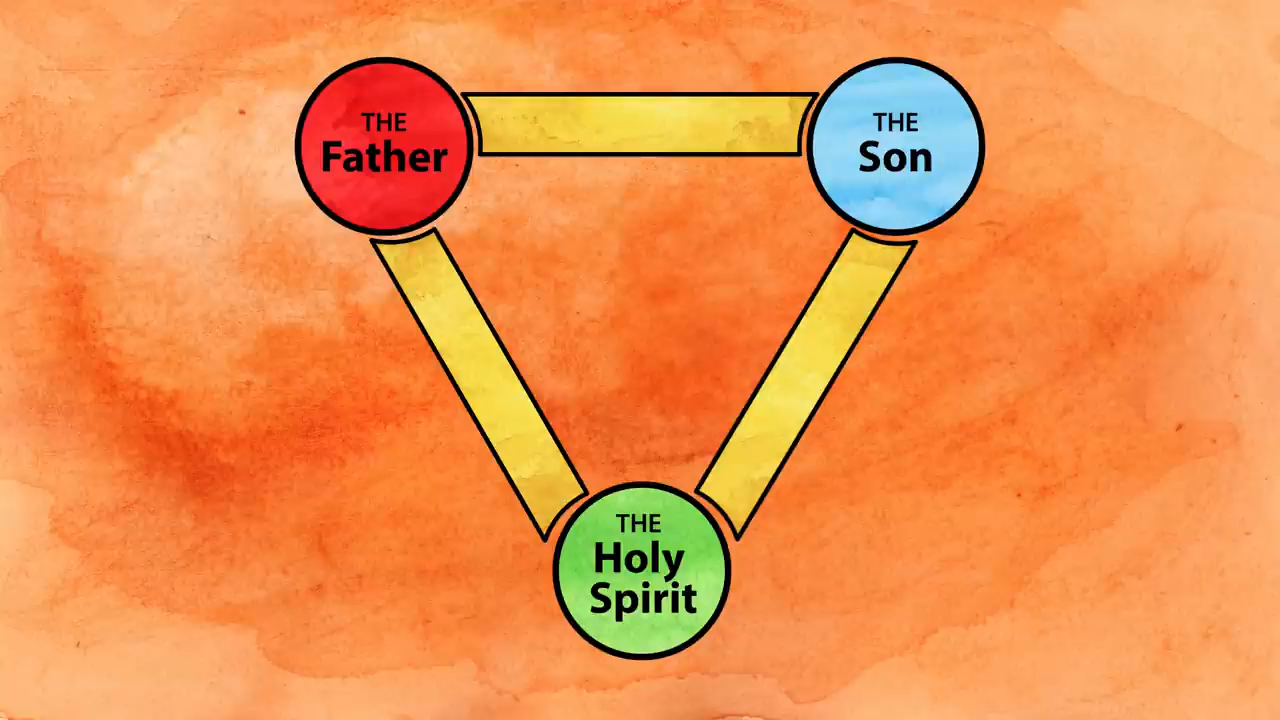 THE
Father
THE
Son
THE
Holy
Spirit